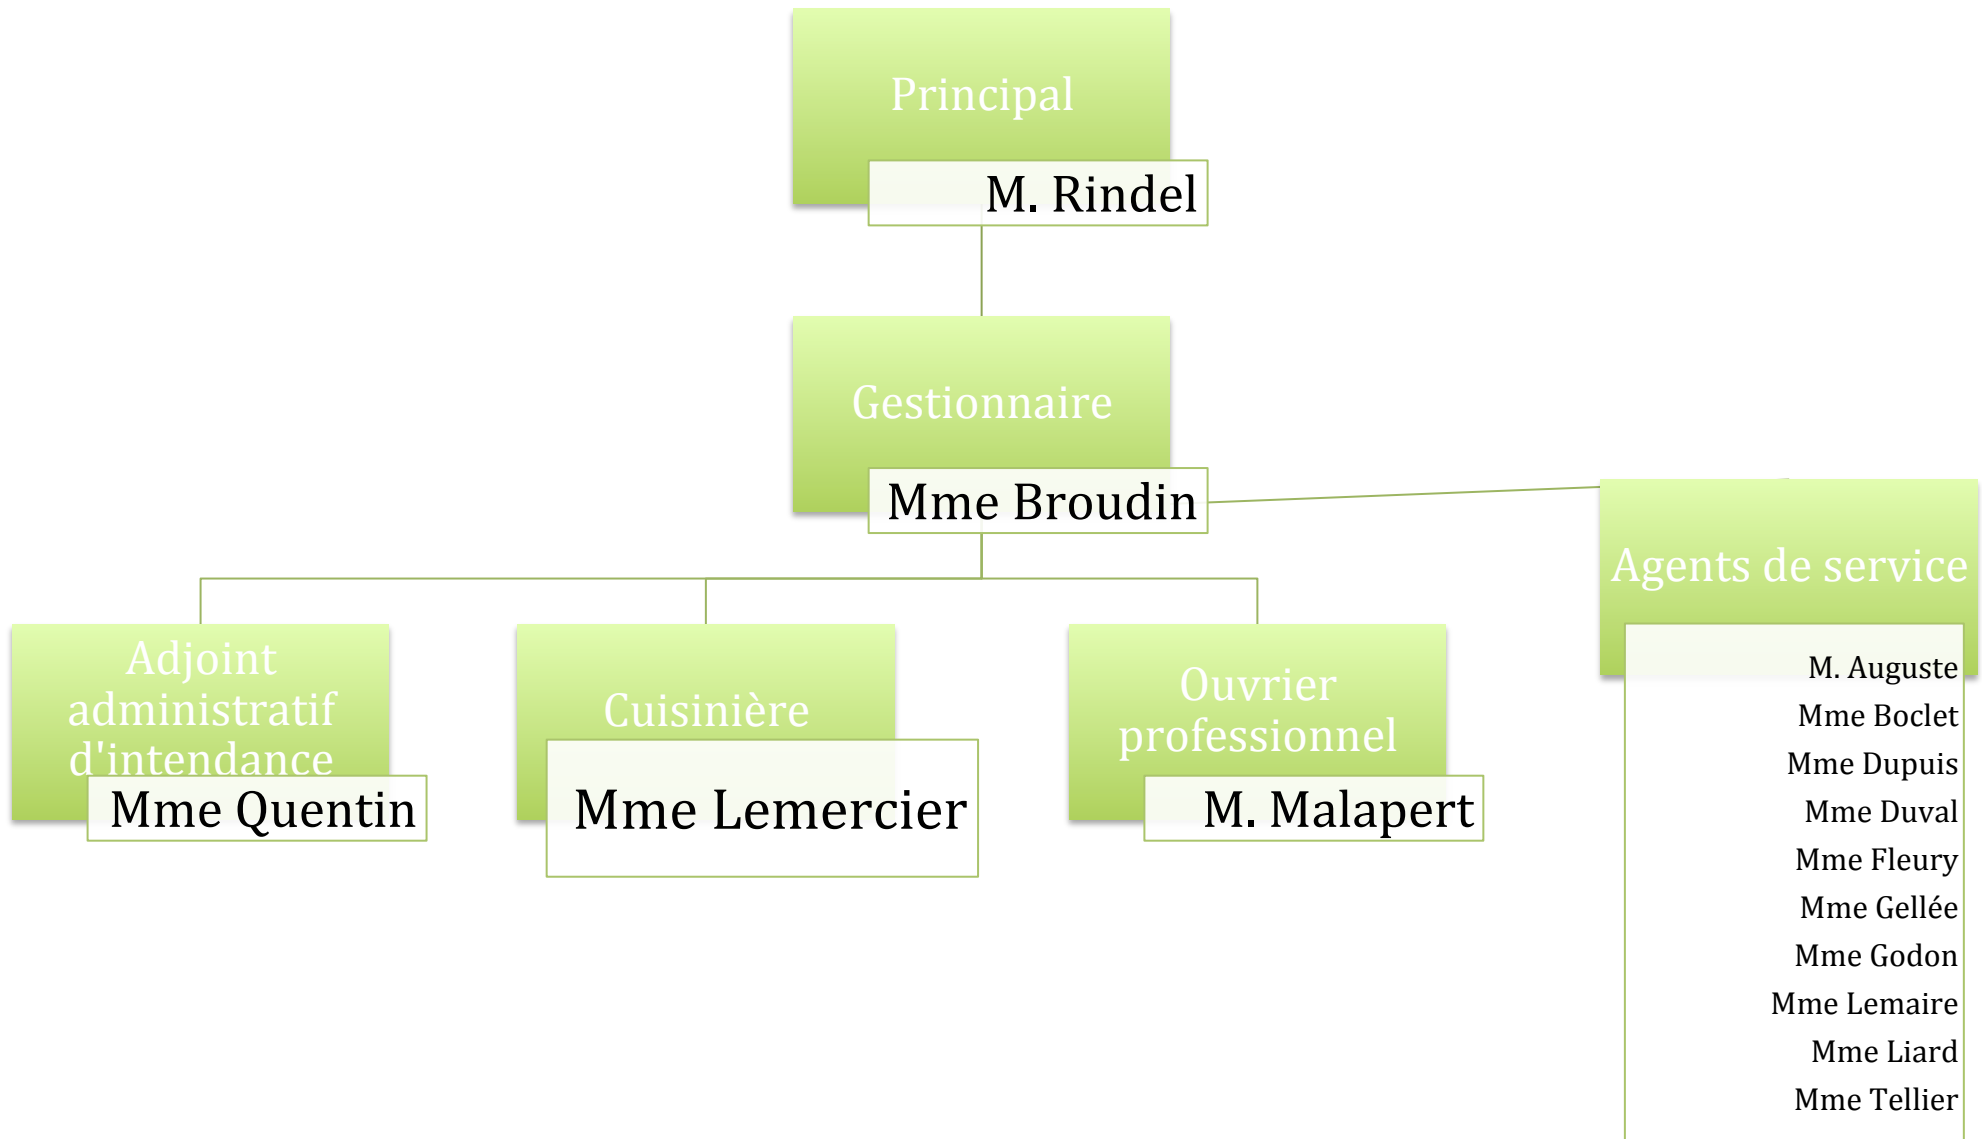 Principal
M. Rindel
Gestionnaire
Mme Broudin
Adjoint
administratif
d'intendance
Mme Quentin
Cuisinière
Mme Lemercier
Ouvrier
professionnel
M. Malapert
Agents de service
M. Auguste
Mme Boclet
Mme Dupuis
Mme Duval
Mme Fleury
Mme Gellée
Mme Godon
Mme Lemaire
Mme Liard
Mme Tellier